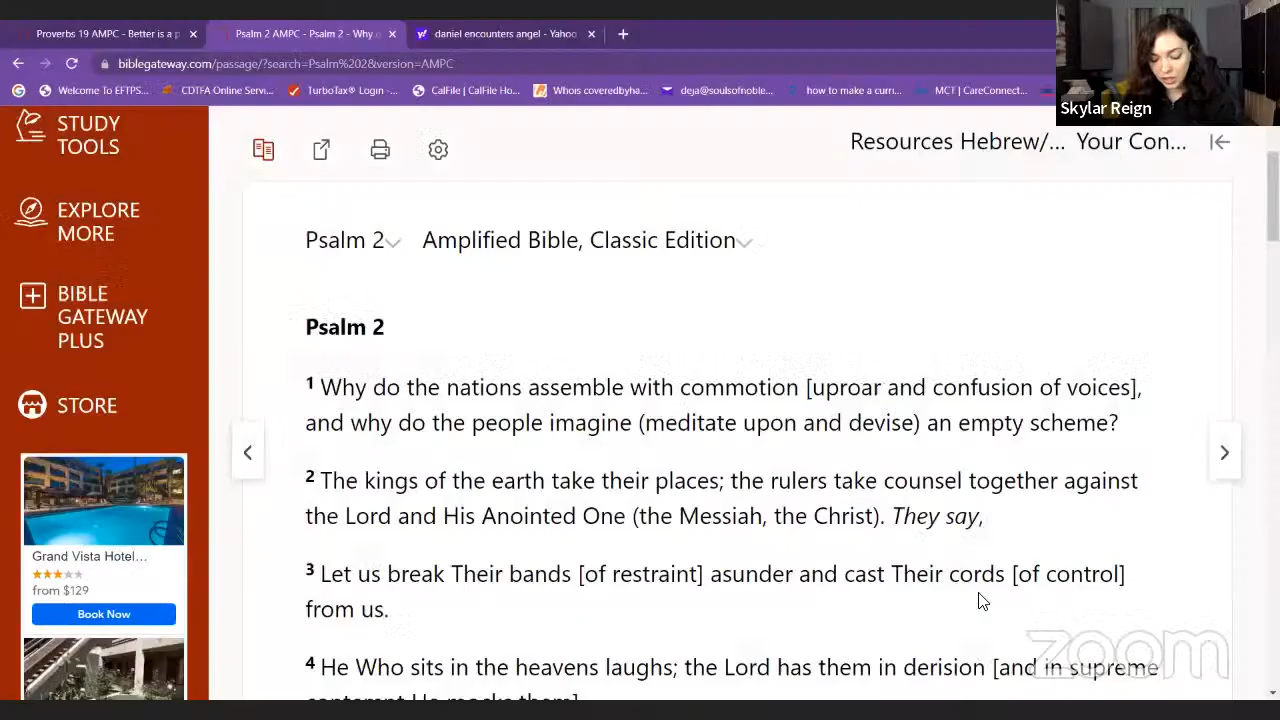 Proverbs 19 AMPC - Better is a p
Psalm 2 AMPC - Psalm 2 - Why
daniel encounters angel - Yahoo
biblegateway.com/passage/?search=Psalm%202&version=AMPC
Welcome To EFTPS...
CDTFA Online Servi...
TurboTax® Login -...
CalFile | CalFile Ho...
Whois coveredbyha...
deja@soulsofnoble...
how to make a curri...
MCT | CareConnect...
Skylar Reign
STUDY
TOOLS
EXPLORE
MORE
BIBLE
GATEWAY
PLUS
STORE
Grand Vista Hotel...
from $129
Book Now
Resources Hebrew/... Your Con...
Psalm 2 Amplified Bible, Classic Edition
Psalm 2
1 Why do the nations assemble with commotion [uproar and confusion of voices],
and why do the people imagine (meditate upon and devise) an empty scheme?
2 The kings of the earth take their places; the rulers take counsel together against
the Lord and His Anointed One (the Messiah, the Christ). They say,
3 Let us break Their bands [of restraint] asunder and cast Their cords [of control]
from us.
4 He Who sits in the heavens laughs; the Lord has them in derision [and in supreme
contempt He mocks them].
zoom